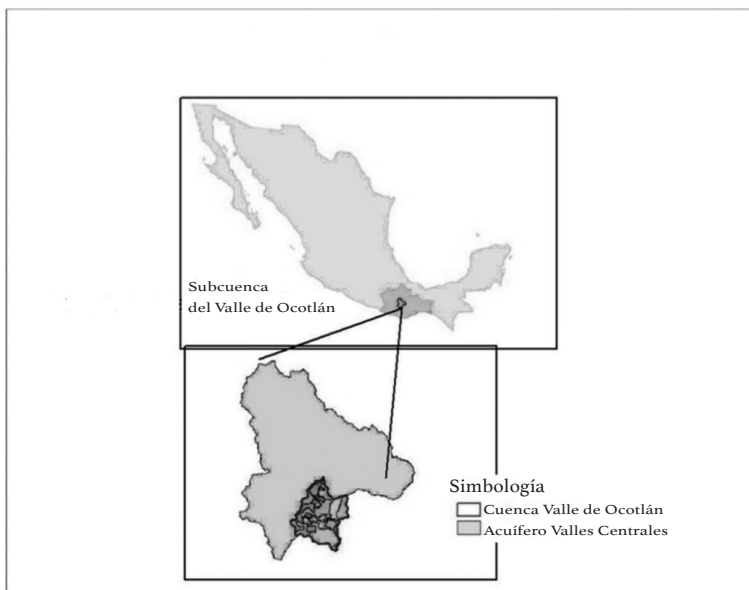 Subcuenca
del Valle de Ocotlán
Simbología
Cuenca Valle de Ocotlán
Acuífero Valles Centrales